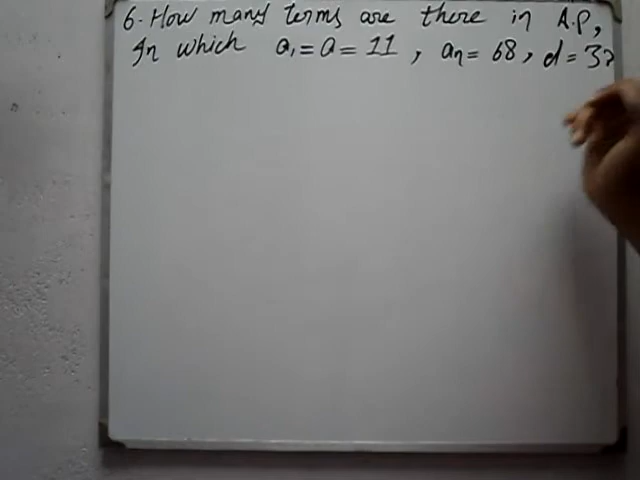 6. How many terms are there in A.P,
In which a₁ = a = 11 , aₙ = 68 , d = 3?